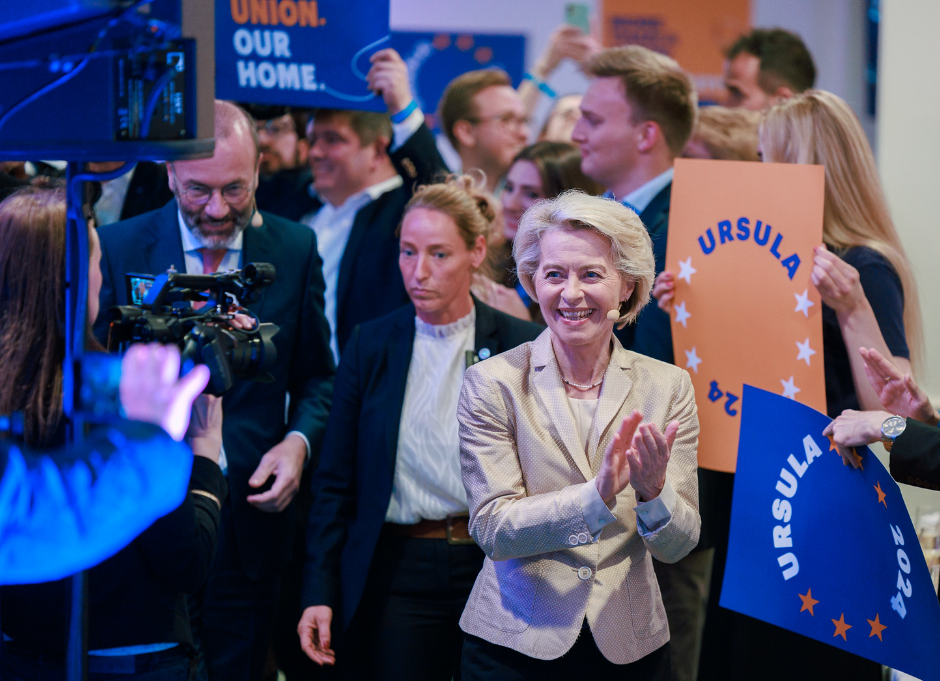 UNION.
OUR
HOME.
URSULA
24
URSULA
2024